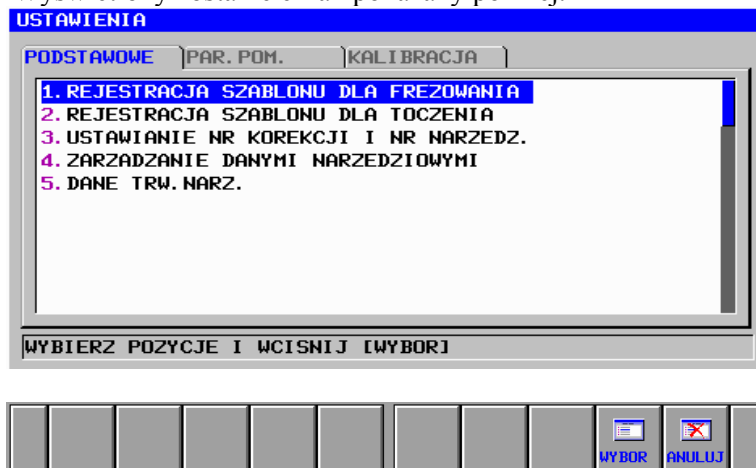 USTAWIENIA
PODSTAWOWE PAR.POM. KALIBRACJA
1.REJESTRACJA SZABLONU DLA FREZOWANIA
2.REJESTRACJA SZABLONU DLA TOCZENIA
3.USTAWIANIE NR KOREKCJI I NR NARZEDZ.
4.ZARZADZANIE DANYMI NARZEDZIOWYMI
5.DANE TRW.NARZ.
WYBIERZ POZYCJE I WCISNIJ [WYBOR]
WYBOR ANULUJ